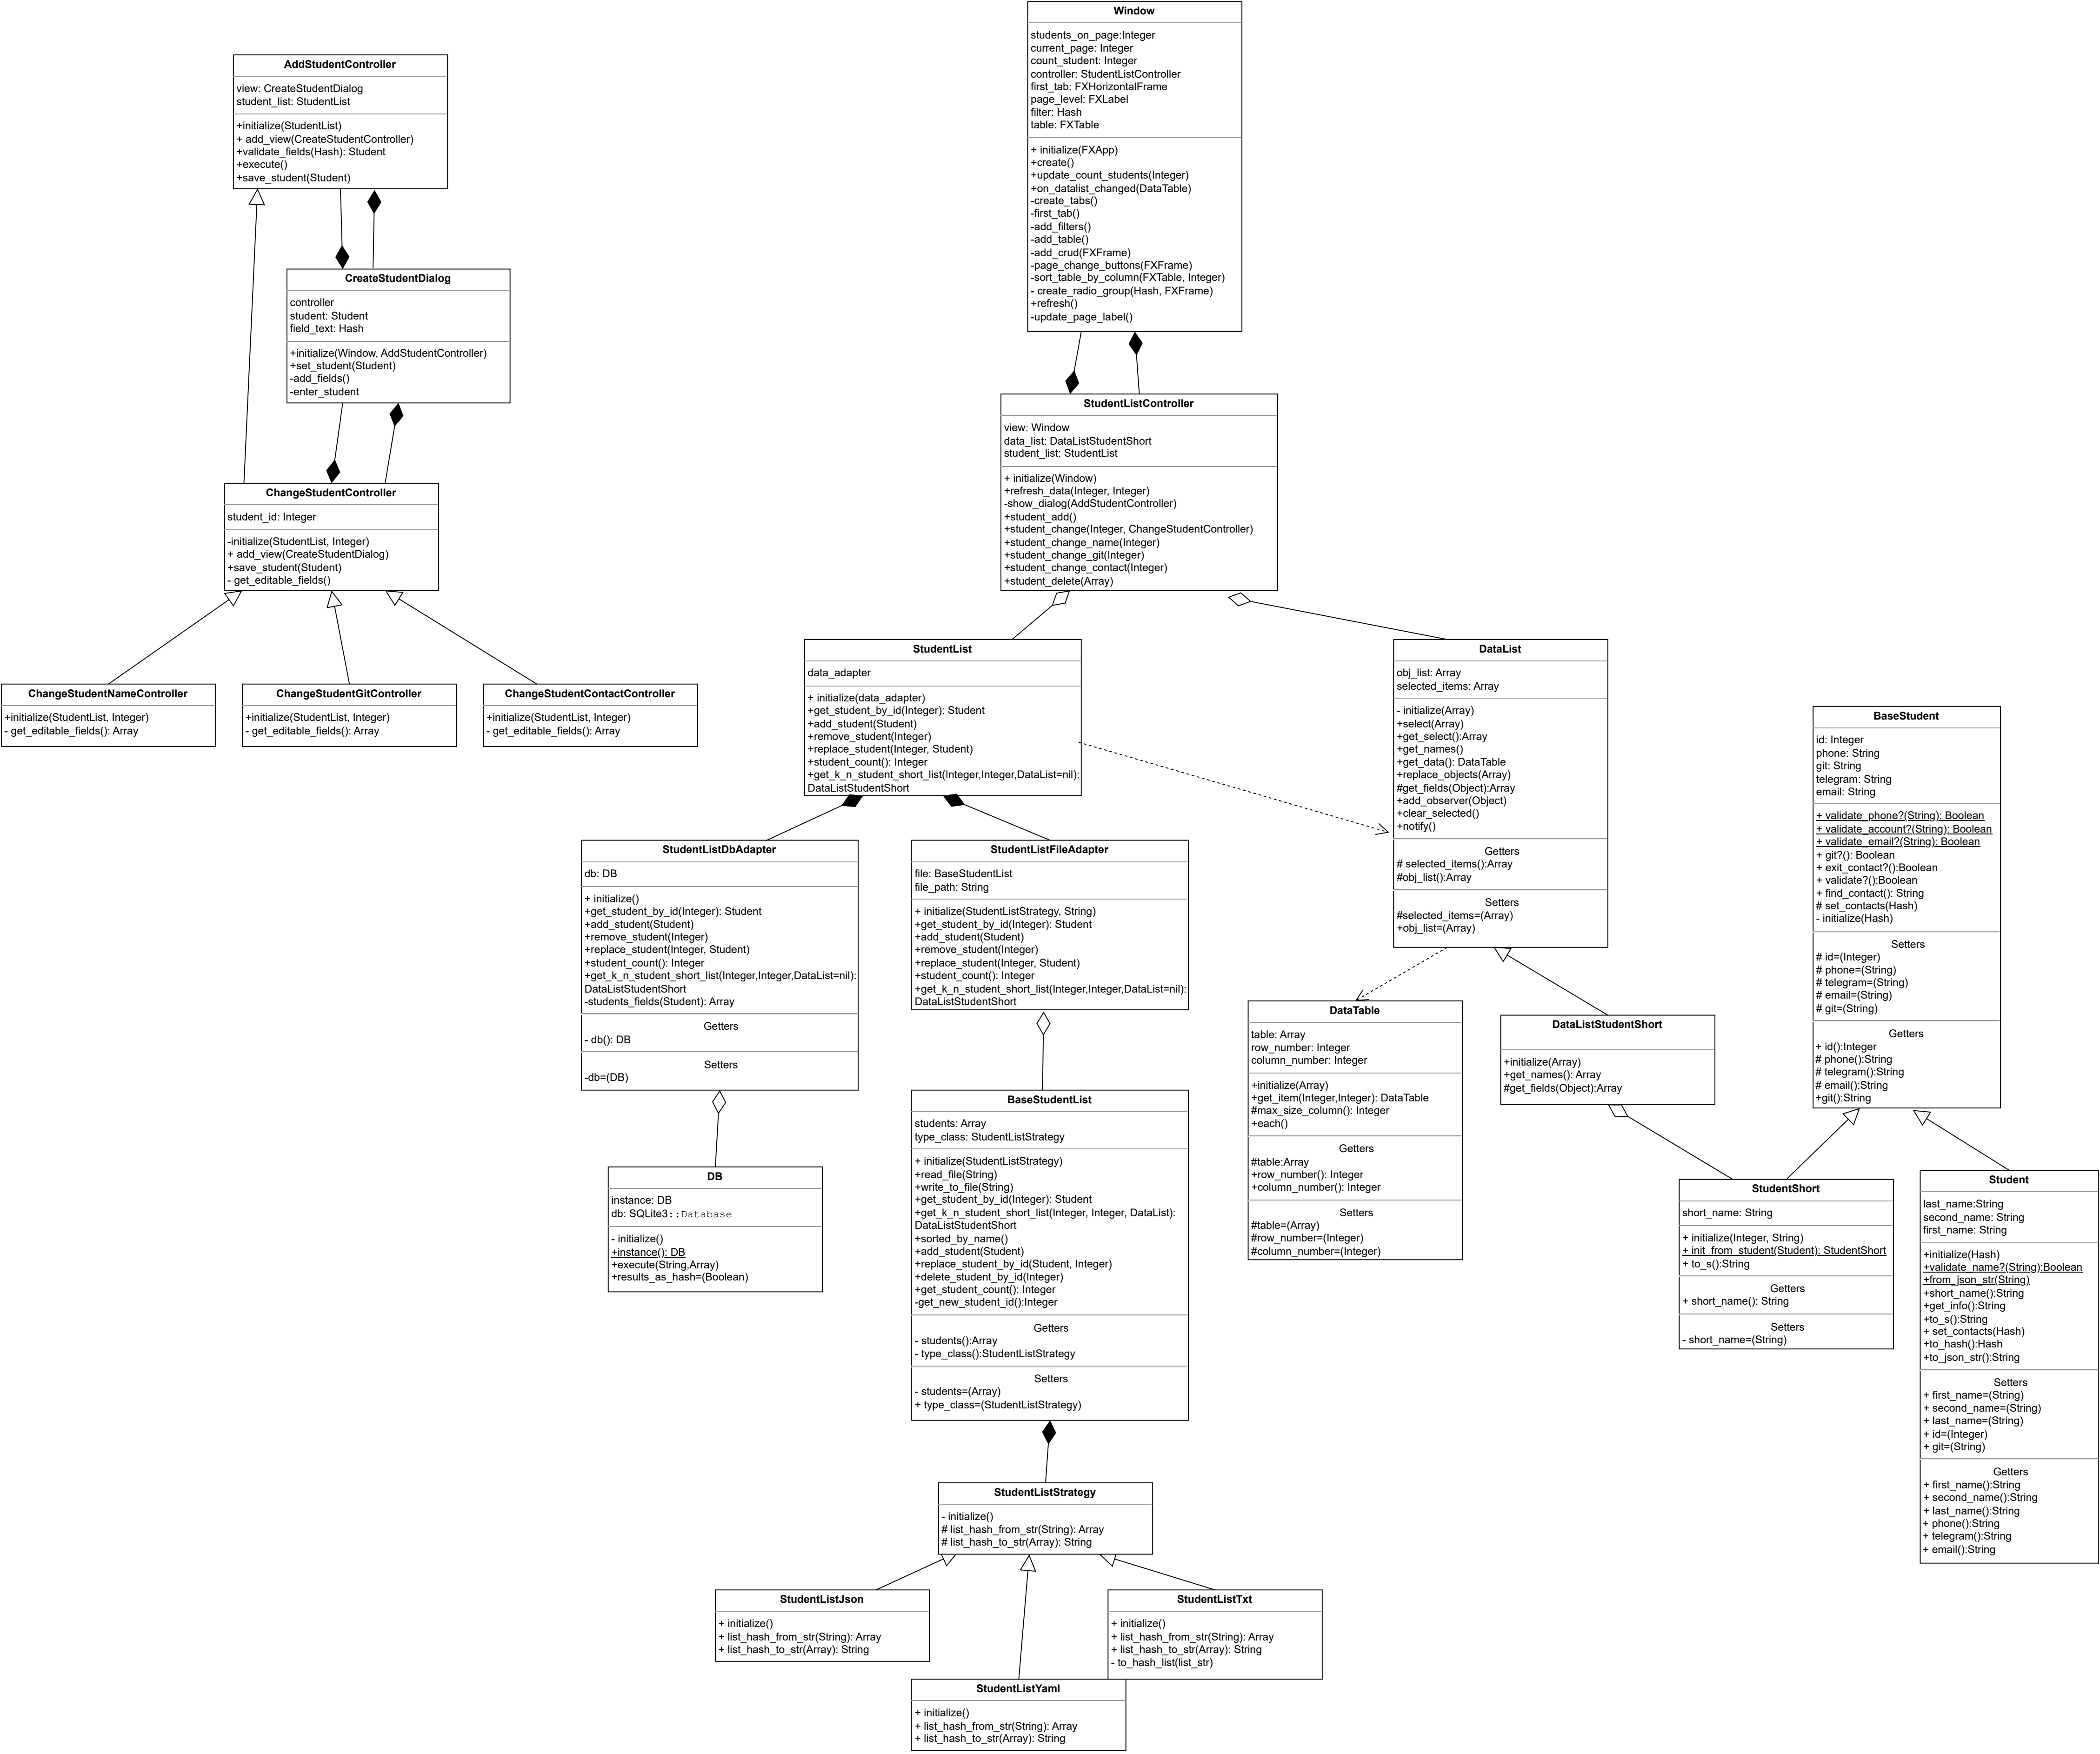 Window
students_on_page:Integer
current_page: Integer
count_student: Integer
controller: StudentListController
first_tab: FXHorizontalFrame
page_level: FXLabel
filter: Hash
table: FXTable
+ initialize(FXApp)
+create()
+update_count_students(Integer)
+on_datalist_changed(DataTable)
-create_tabs()
-first_tab()
-add_filters()
-add_table()
-add_crud(FXFrame)
-page_change_buttons(FXFrame)
-sort_table_by_column(FXTable, Integer)
- create_radio_group(Hash, FXFrame)
+refresh()
-update_page_label()
AddStudentController
view: CreateStudentDialog
student_list: StudentList
+initialize(StudentList)
+ add_view(CreateStudentController)
+validate_fields(Hash): Student
+execute()
+save_student(Student)
CreateStudentDialog
controller
student: Student
field_text: Hash
+initialize(Window, AddStudentController)
+set_student(Student)
-add_fields()
-enter_student
StudentListController
view: Window
data_list: DataListStudentShort
student_list: StudentList
+ initialize(Window)
+refresh_data(Integer, Integer)
-show_dialog(AddStudentController)
+student_add()
+student_change(Integer, ChangeStudentController)
+student_change_name(Integer)
+student_change_git(Integer)
+student_change_contact(Integer)
+student_delete(Array)
ChangeStudentController
student_id: Integer
-initialize(StudentList, Integer)
+ add_view(CreateStudentDialog)
+save_student(Student)
- get_editable_fields()
ChangeStudentNameController
+initialize(StudentList, Integer)
- get_editable_fields(): Array
ChangeStudentGitController
+initialize(StudentList, Integer)
- get_editable_fields(): Array
ChangeStudentContactController
+initialize(StudentList, Integer)
- get_editable_fields(): Array
StudentList
data_adapter
+ initialize(data_adapter)
+get_student_by_id(Integer): Student
+add_student(Student)
+remove_student(Integer)
+replace_student(Integer, Student)
+student_count(): Integer
+get_k_n_student_short_list(Integer,Integer,DataList=nil):
DataListStudentShort
DataList
obj_list: Array
selected_items: Array
- initialize(Array)
+select(Array)
+get_select():Array
+get_names()
+get_data(): DataTable
+replace_objects(Array)
#get_fields(Object):Array
+add_observer(Object)
+clear_selected()
+notify()
Getters
# selected_items():Array
#obj_list():Array
Setters
#selected_items=(Array)
+obj_list=(Array)
BaseStudent
id: Integer
phone: String
git: String
telegram: String
email: String
+ validate_phone?(String): Boolean
+ validate_account?(String): Boolean
+ validate_email?(String): Boolean
+ git?(): Boolean
+ exit_contact?():Boolean
+ validate?():Boolean
+ find_contact(): String
# set_contacts(Hash)
- initialize(Hash)
Setters
# id=(Integer)
# phone=(String)
# telegram=(String)
# email=(String)
# git=(String)
Getters
+ id():Integer
# phone():String
# telegram():String
# email():String
+git():String
StudentListDbAdapter
db: DB
+ initialize()
+get_student_by_id(Integer): Student
+add_student(Student)
+remove_student(Integer)
+replace_student(Integer, Student)
+student_count(): Integer
+get_k_n_student_short_list(Integer,Integer,DataList=nil):
DataListStudentShort
-students_fields(Student): Array
Getters
- db(): DB
Setters
-db=(DB)
StudentListFileAdapter
file: BaseStudentList
file_path: String
+ initialize(StudentListStrategy, String)
+get_student_by_id(Integer): Student
+add_student(Student)
+remove_student(Integer)
+replace_student(Integer, Student)
+student_count(): Integer
+get_k_n_student_short_list(Integer,Integer,DataList=nil):
DataListStudentShort
DataTable
table: Array
row_number: Integer
column_number: Integer
+initialize(Array)
+get_item(Integer,Integer): DataTable
#max_size_column(): Integer
+each()
Getters
#table:Array
+row_number(): Integer
+column_number(): Integer
Setters
#table=(Array)
#row_number=(Integer)
#column_number=(Integer)
DataListStudentShort
+initialize(Array)
+get_names(): Array
#get_fields(Object):Array
DB
instance: DB
db: SQLite3::Database
- initialize()
+instance(): DB
+execute(String,Array)
+results_as_hash=(Boolean)
BaseStudentList
students: Array
type_class: StudentListStrategy
+ initialize(StudentListStrategy)
+read_file(String)
+write_to_file(String)
+get_student_by_id(Integer): Student
+get_k_n_student_short_list(Integer, Integer, DataList):
DataListStudentShort
+sorted_by_name()
+add_student(Student)
+replace_student_by_id(Student, Integer)
+delete_student_by_id(Integer)
+get_student_count(): Integer
-get_new_student_id():Integer
Getters
- students():Array
- type_class():StudentListStrategy
Setters
- students=(Array)
+ type_class=(StudentListStrategy)
StudentShort
short_name: String
+ initialize(Integer, String)
+ init_from_student(Student): StudentShort
+ to_s():String
Getters
+ short_name(): String
Setters
- short_name=(String)
Student
last_name:String
second_name: String
first_name: String
+initialize(Hash)
+validate_name?(String):Boolean
+from_json_str(String)
+short_name():String
+get_info():String
+to_s():String
+ set_contacts(Hash)
+to_hash():Hash
+to_json_str():String
Setters
+ first_name=(String)
+ second_name=(String)
+ last_name=(String)
+ id=(Integer)
+ git=(String)
Getters
+ first_name():String
+ second_name():String
+ last_name():String
+ phone():String
+ telegram():String
+ email():String
StudentListStrategy
- initialize()
# list_hash_from_str(String): Array
# list_hash_to_str(Array): String
StudentListJson
+ initialize()
+ list_hash_from_str(String): Array
+ list_hash_to_str(Array): String
StudentListTxt
+ initialize()
+ list_hash_from_str(String): Array
+ list_hash_to_str(Array): String
- to_hash_list(list_str)
StudentListYaml
+ initialize()
+ list_hash_from_str(String): Array
+ list_hash_to_str(Array): String